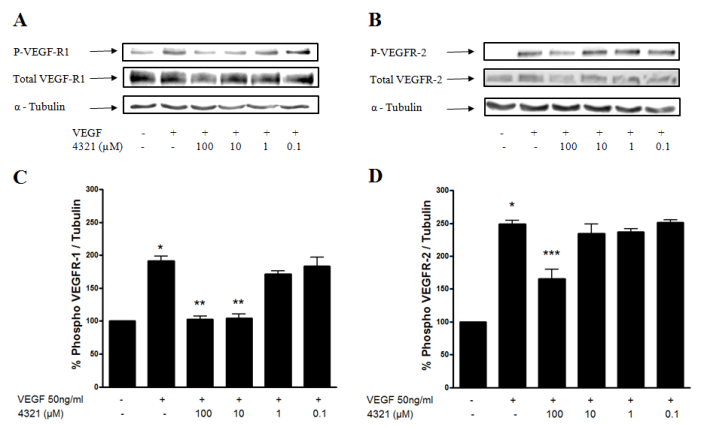 A
P-VEGF-R1
Total VEGF-R1
α - Tubulin
VEGF - + + + + +
4321 (µM) - - 100 10 1 0.1
B
P-VEGFR-2
Total VEGFR-2
α - Tubulin
- + + + + +
- - 100 10 1 0.1
C
% Phospho VEGFR-1 / Tubulin
300
250
200
150
100
50
0
* ** **
VEGF 50ng/ml - + + + + +
4321 (µM) - - 100 10 1 0.1
D
% Phospho VEGFR-2 / Tubulin
300
250
200
150
100
50
0
* ***
VEGF 50ng/ml - + + + + +
4321 (µM) - - 100 10 1 0.1